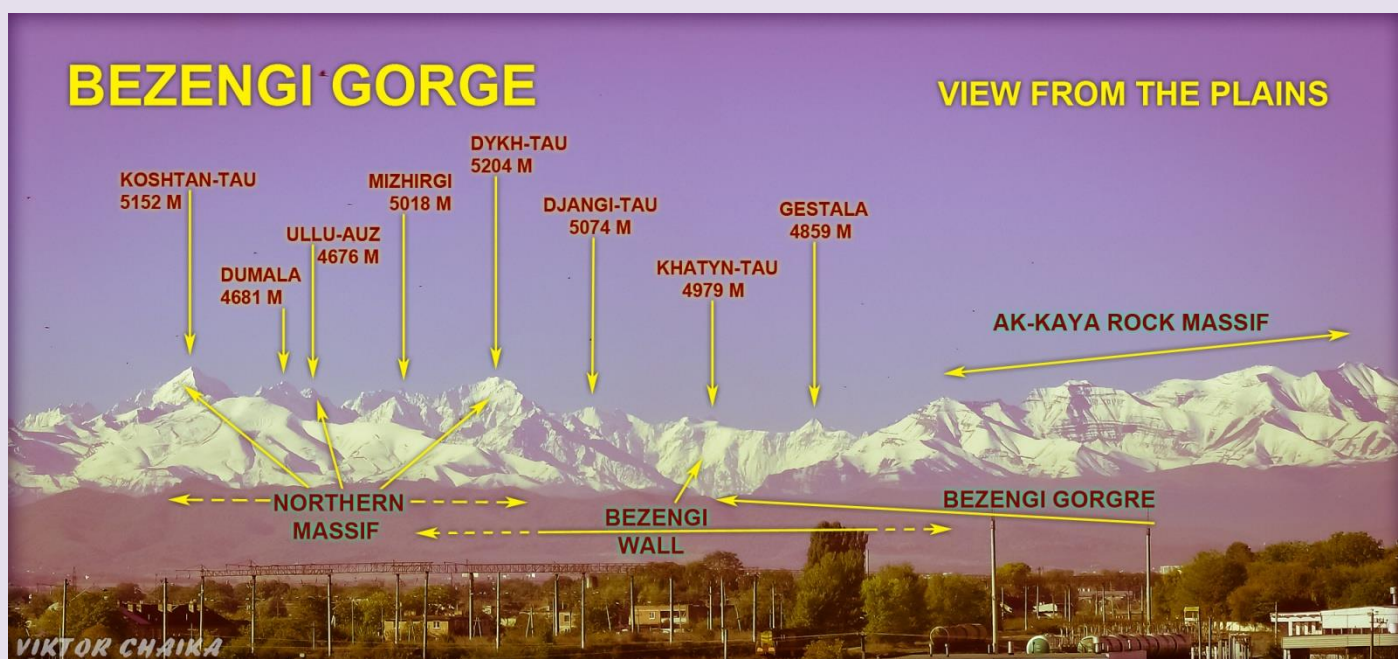 BEZENGI GORGE
VIEW FROM THE PLAINS
KOSHTAN-TAU
5152 M
DUMALA
4681 M
ULLU-AUZ
4676 M
MIZHIRGI
5018 M
DYKH-TAU
5204 M
DJANGI-TAU
5074 M
KHATYN-TAU
4979 M
GESTALA
4859 M
AK-KAYA ROCK MASSIF
NORTHERN
MASSIF
BEZENGI
WALL
BEZENGI GORGRE
VIKTOR CHAIKA